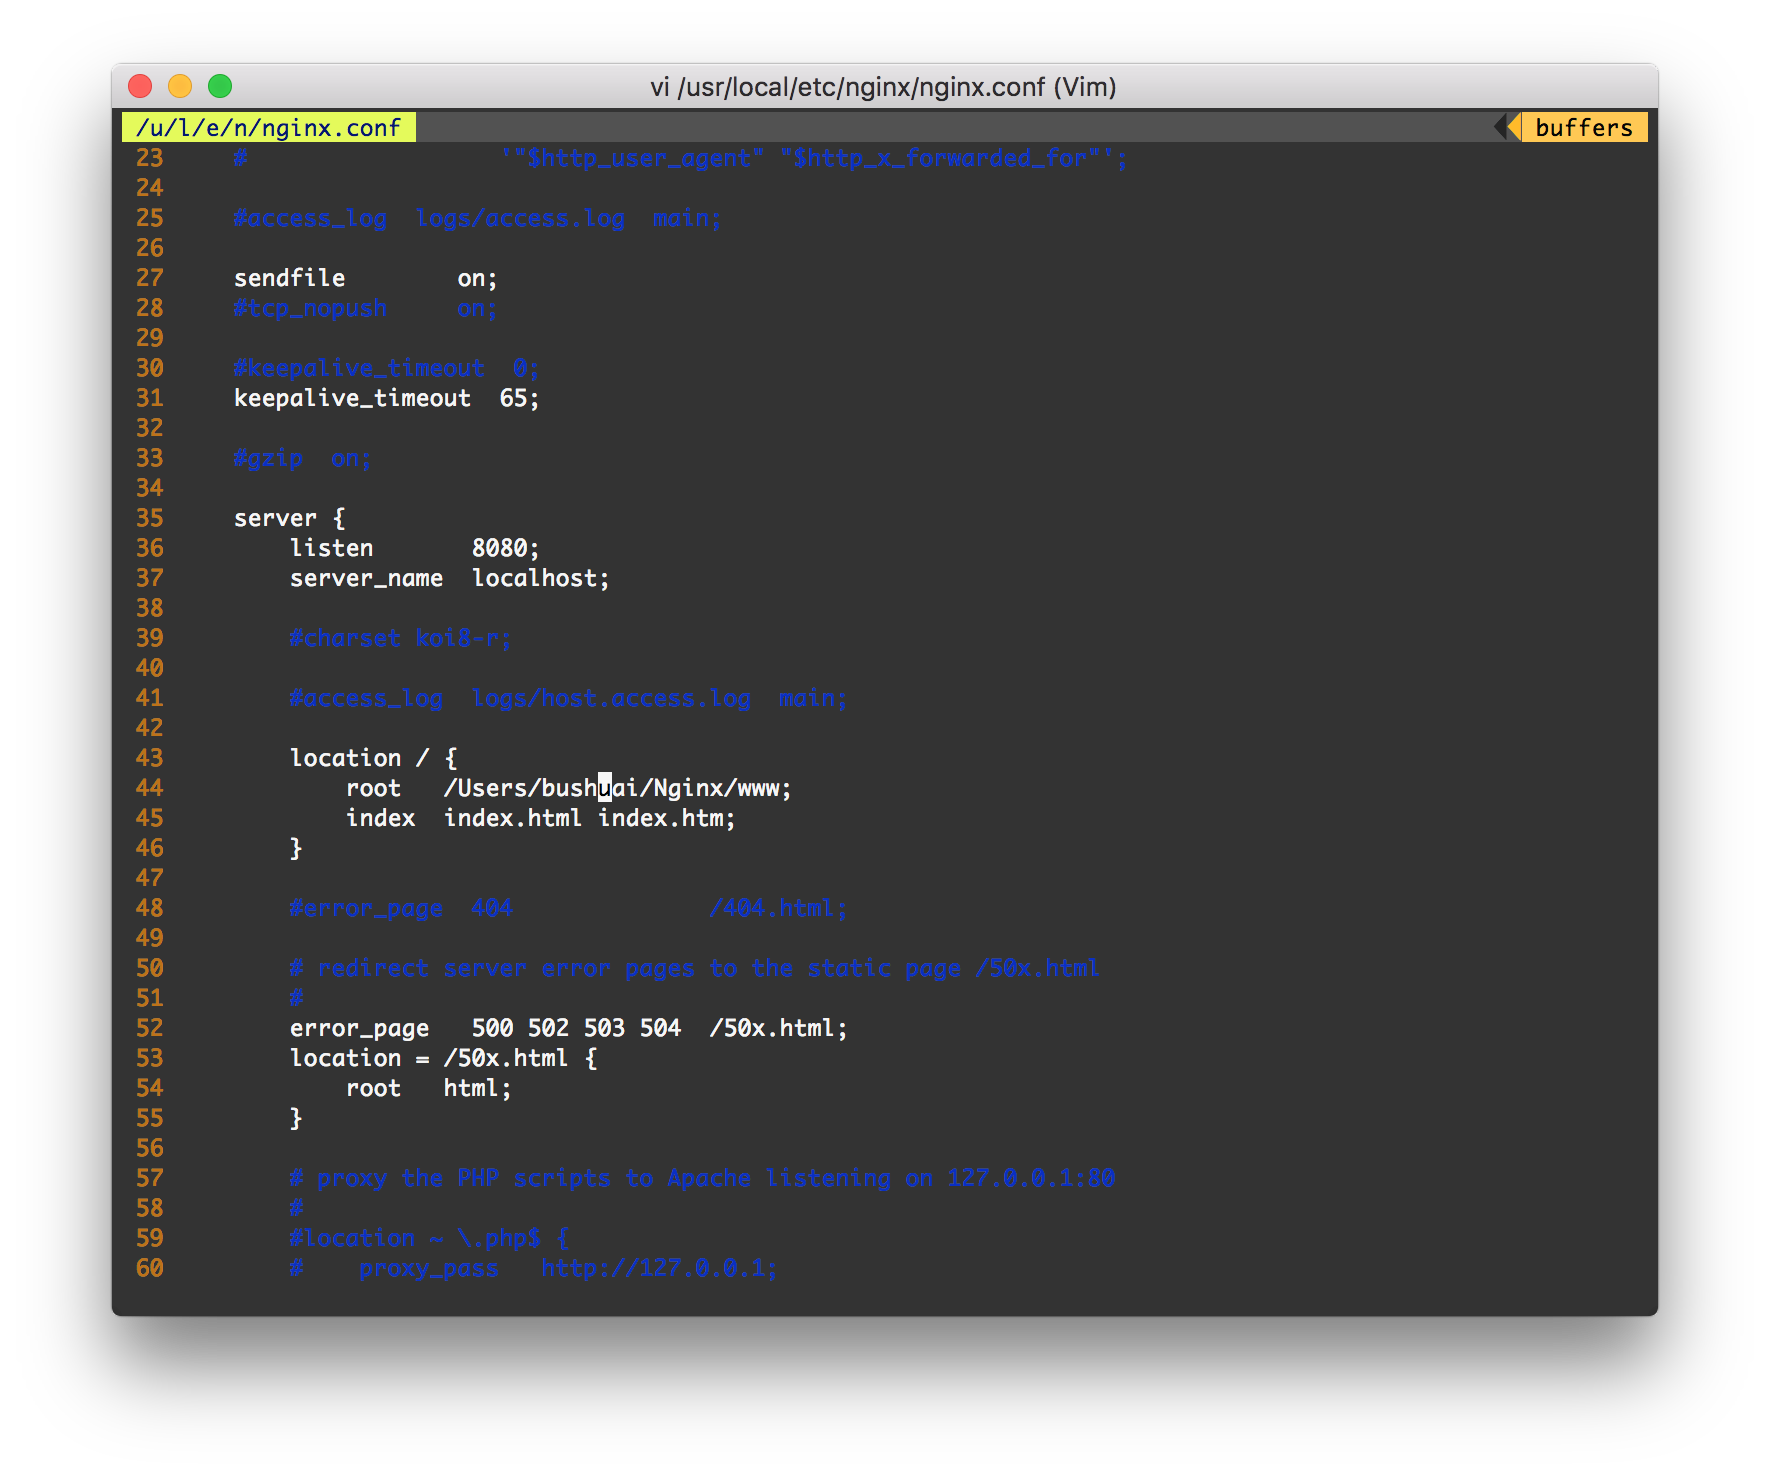 vi /usr/local/etc/nginx/nginx.conf (Vim)
/u/l/e/n/nginx.conf buffers
23     #                  '"$http_user_agent" "$http_x_forwarded_for"';
24
25     #access_log  logs/access.log  main;
26
27     sendfile        on;
28     #tcp_nopush     on;
29
30     #keepalive_timeout  0;
31     keepalive_timeout  65;
32
33     #gzip  on;
34
35     server {
36         listen       8080;
37         server_name  localhost;
38
39         #charset koi8-r;
40
41         #access_log  logs/host.access.log  main;
42
43         location / {
44             root   /Users/bushuai/Nginx/www;
45             index  index.html index.htm;
46         }
47
48         #error_page  404              /404.html;
49
50         # redirect server error pages to the static page /50x.html
51         #
52         error_page   500 502 503 504  /50x.html;
53         location = /50x.html {
54             root   html;
55         }
56
57         # proxy the PHP scripts to Apache listening on 127.0.0.1:80
58         #
59         #location ~ \.php$ {
60         #    proxy_pass   http://127.0.0.1;